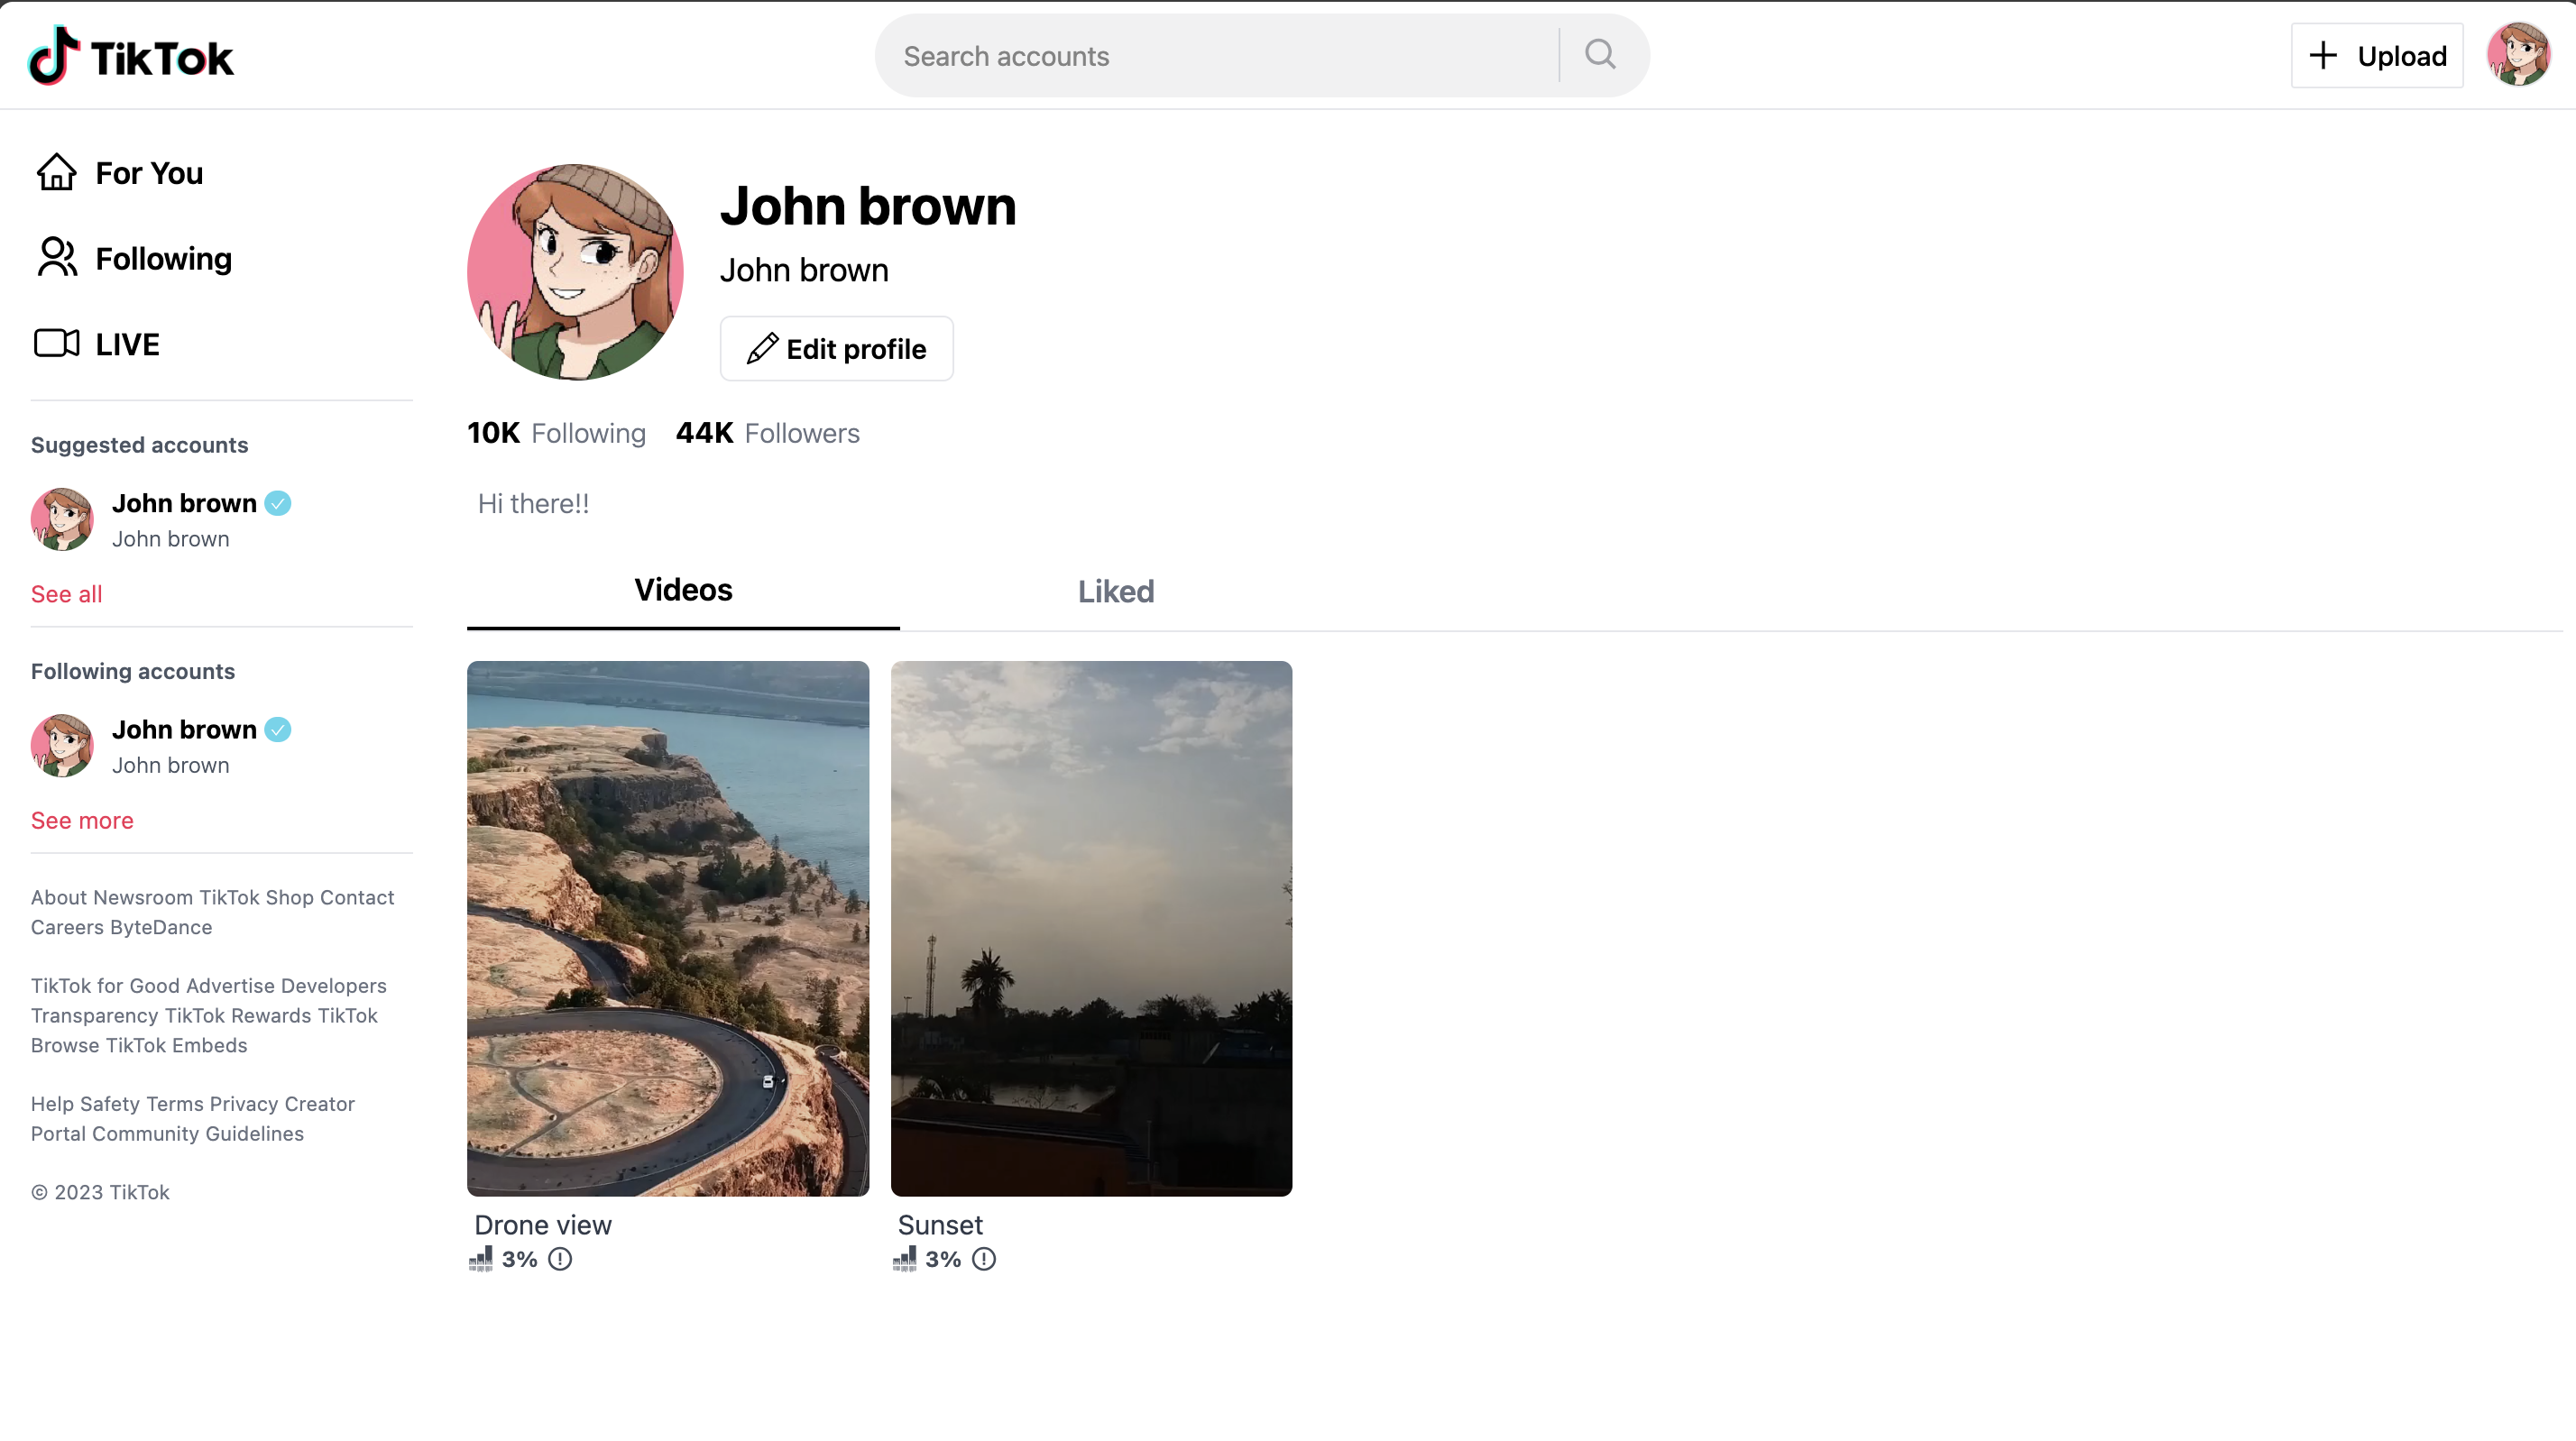 TikTok
Search accounts
Upload
For You
Following
LIVE
Suggested accounts
John brown
John brown
See all
Following accounts
John brown
John brown
See more
About Newsroom TikTok Shop Contact
Careers ByteDance
TikTok for Good Advertise Developers
Transparency TikTok Rewards TikTok
Browse TikTok Embeds
Help Safety Terms Privacy Creator
Portal Community Guidelines
© 2023 TikTok
John brown
John brown
Edit profile
10K Following 44K Followers
Hi there!!
Videos Liked
Drone view
3%
Sunset
3%